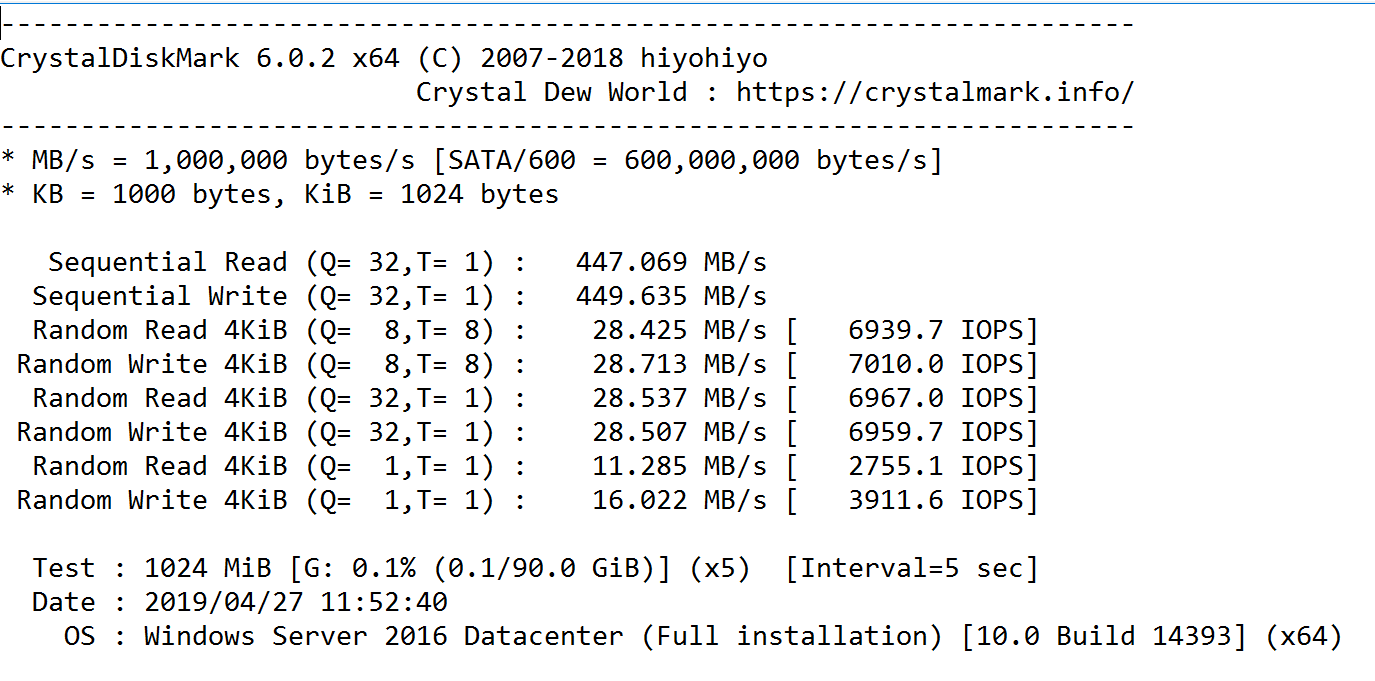 -----------------------------------------------------------------------
CrystalDiskMark 6.0.2 x64 (C) 2007-2018 hiyohiyo
                          Crystal Dew World : https://crystalmark.info/
-----------------------------------------------------------------------
* MB/s = 1,000,000 bytes/s [SATA/600 = 600,000,000 bytes/s]
* KB = 1000 bytes, KiB = 1024 bytes

   Sequential Read (Q= 32,T= 1) :   447.069 MB/s
  Sequential Write (Q= 32,T= 1) :   449.635 MB/s
  Random Read 4KiB (Q=  8,T= 8) :    28.425 MB/s [   6939.7 IOPS]
 Random Write 4KiB (Q=  8,T= 8) :    28.713 MB/s [   7010.0 IOPS]
  Random Read 4KiB (Q= 32,T= 1) :    28.537 MB/s [   6967.0 IOPS]
 Random Write 4KiB (Q= 32,T= 1) :    28.507 MB/s [   6959.7 IOPS]
  Random Read 4KiB (Q=  1,T= 1) :    11.285 MB/s [   2755.1 IOPS]
 Random Write 4KiB (Q=  1,T= 1) :    16.022 MB/s [   3911.6 IOPS]

  Test : 1024 MiB [G: 0.1% (0.1/90.0 GiB)] (x5)  [Interval=5 sec]
  Date : 2019/04/27 11:52:40
    OS : Windows Server 2016 Datacenter (Full installation) [10.0 Build 14393] (x64)